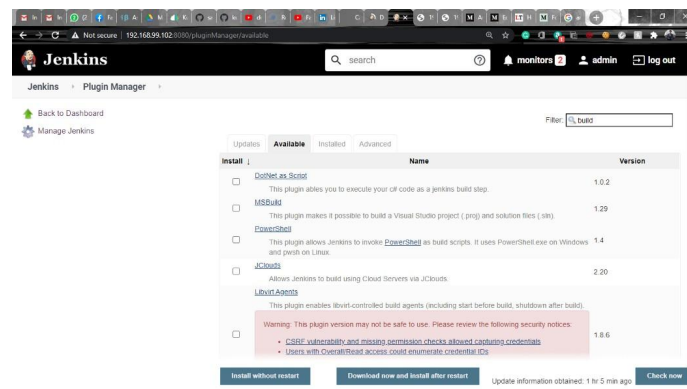 Not secure | 192.168.99.102:8080/pluginManager/available
Jenkins
search
monitors 2
admin
log out
Jenkins
Plugin Manager
Back to Dashboard
Manage Jenkins
Filter: build
Updates
Available
Installed
Advanced
Install ↓
Name
Version
DotNet as Script
This plugin ables you to execute your c# code as a jenkins build step.
1.0.2
MSBuild
This plugin makes it possible to build a Visual Studio project (.proj) and solution files (.sln).
1.29
PowerShell
This plugin allows Jenkins to invoke PowerShell as build scripts. It uses PowerShell.exe on Windows
and pwsh on Linux.
1.4
JClouds
Allows Jenkins to build using Cloud Servers via JClouds.
2.20
Libvirt Agents
This plugin enables libvirt-controlled build agents (including start before build, shutdown after build).
Warning: This plugin version may not be safe to use. Please review the following security notices:
CSRF vulnerability and missing permission checks allowed capturing credentials
Users with Overall/Read access could enumerate credential IDs
1.8.6
Install without restart
Download now and install after restart
Update information obtained: 1 hr 5 min ago
Check now